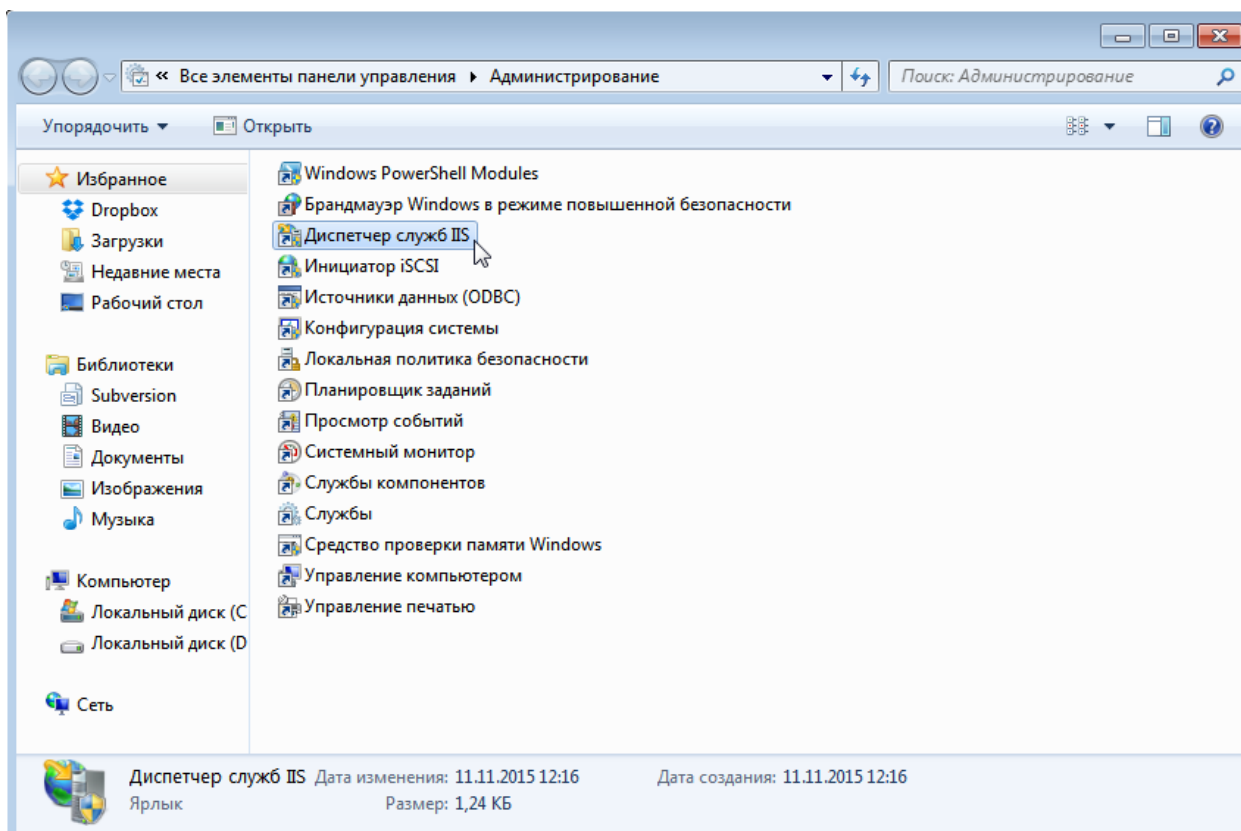 « Все элементы панели управления Администрирование
Поиск: Администрирование
Упорядочить Открыть
Избранное
Dropbox
Загрузки
Недавние места
Рабочий стол
Библиотеки
Subversion
Видео
Документы
Изображения
Музыка
Компьютер
Локальный диск (C
Локальный диск (D
Сеть
Windows PowerShell Modules
Брандмауэр Windows в режиме повышенной безопасности
Диспетчер служб IIS
Инициатор iSCSI
Источники данных (ODBC)
Конфигурация системы
Локальная политика безопасности
Планировщик заданий
Просмотр событий
Системный монитор
Службы компонентов
Службы
Средство проверки памяти Windows
Управление компьютером
Управление печатью
Диспетчер служб IIS Дата изменения: 11.11.2015 12:16 Дата создания: 11.11.2015 12:16
Ярлык Размер: 1,24 КБ